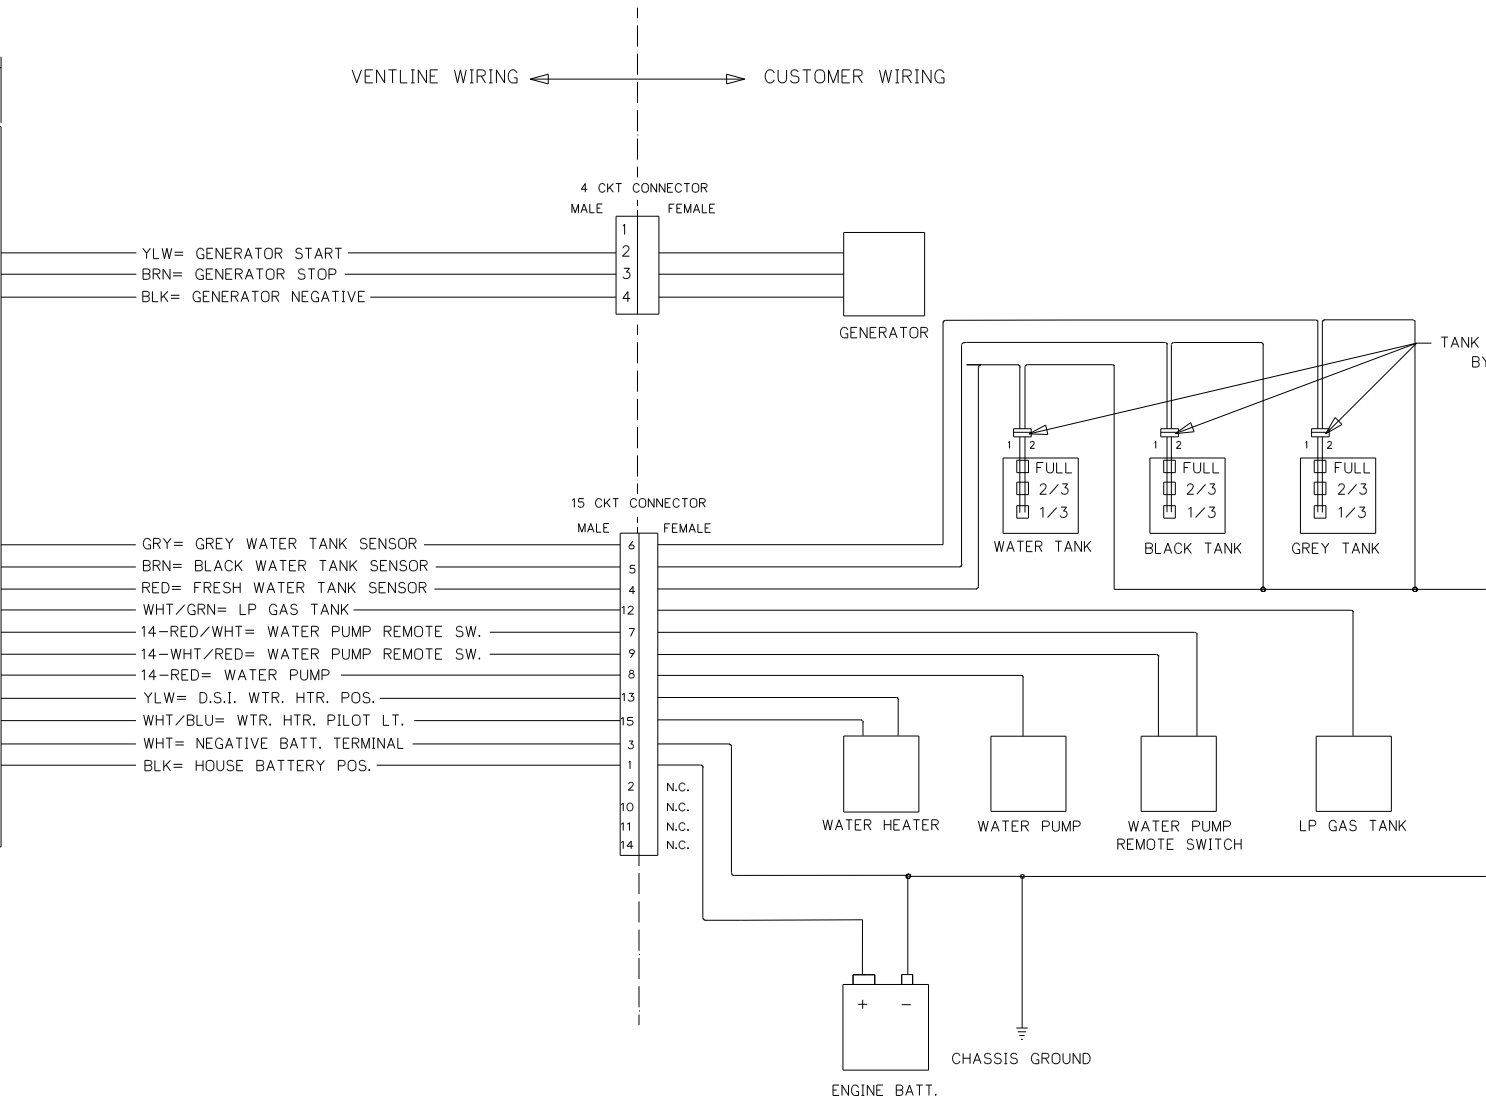 VENTLINE WIRING
CUSTOMER WIRING
4 CKT CONNECTOR
MALE
FEMALE
1
YLW= GENERATOR START
2
BRN= GENERATOR STOP
3
BLK= GENERATOR NEGATIVE
4
GENERATOR
TANK
BY
1 2
1 2
1 2
FULL
2/3
1/3
WATER TANK
FULL
2/3
1/3
BLACK TANK
FULL
2/3
1/3
GREY TANK
15 CKT CONNECTOR
MALE
FEMALE
GRY= GREY WATER TANK SENSOR
6
BRN= BLACK WATER TANK SENSOR
5
RED= FRESH WATER TANK SENSOR
4
WHT/GRN= LP GAS TANK
12
14-RED/WHT= WATER PUMP REMOTE SW.
7
14-WHT/RED= WATER PUMP REMOTE SW.
9
14-RED= WATER PUMP
8
YLW= D.S.I. WTR. HTR. POS.
13
WHT/BLU= WTR. HTR. PILOT LT.
15
WHT= NEGATIVE BATT. TERMINAL
3
BLK= HOUSE BATTERY POS.
1
2 N.C.
10 N.C.
11 N.C.
14 N.C.
WATER HEATER
WATER PUMP
WATER PUMP
REMOTE SWITCH
LP GAS TANK
+ −
ENGINE BATT.
CHASSIS GROUND